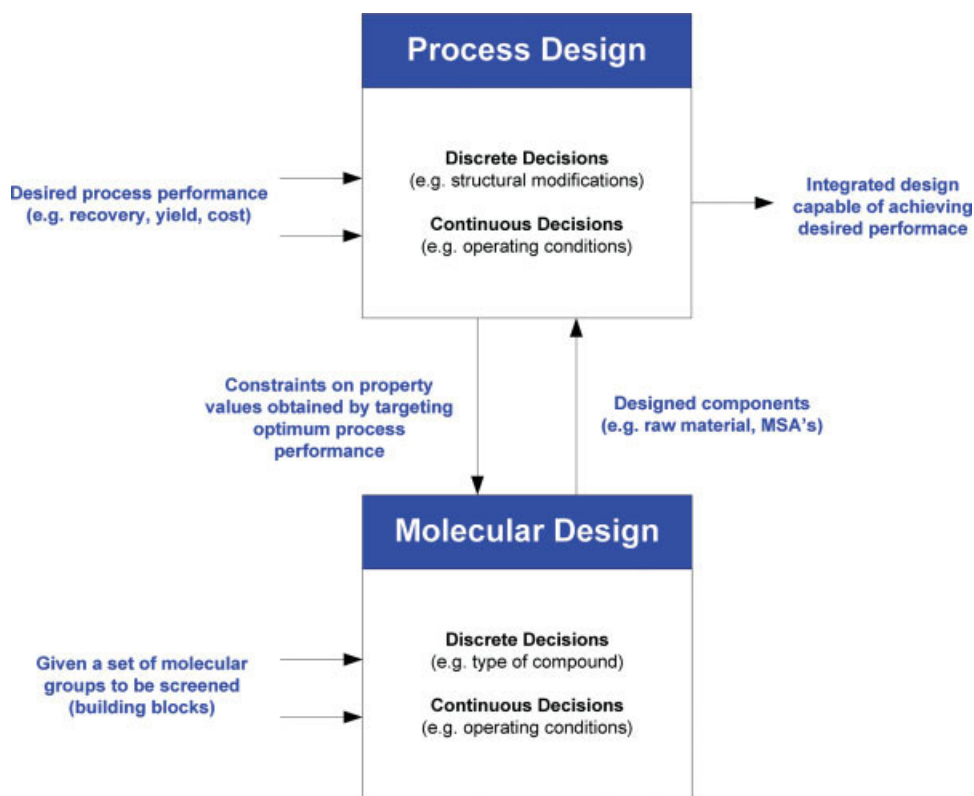 Process Design
Discrete Decisions
(e.g. structural modifications)
Continuous Decisions
(e.g. operating conditions)
Desired process performance
(e.g. recovery, yield, cost)
Integrated design
capable of achieving
desired performace
Constraints on property
values obtained by targeting
optimum process
performance
Designed components
(e.g. raw material, MSA's)
Molecular Design
Discrete Decisions
(e.g. type of compound)
Continuous Decisions
(e.g. operating conditions)
Given a set of molecular
groups to be screened
(building blocks)